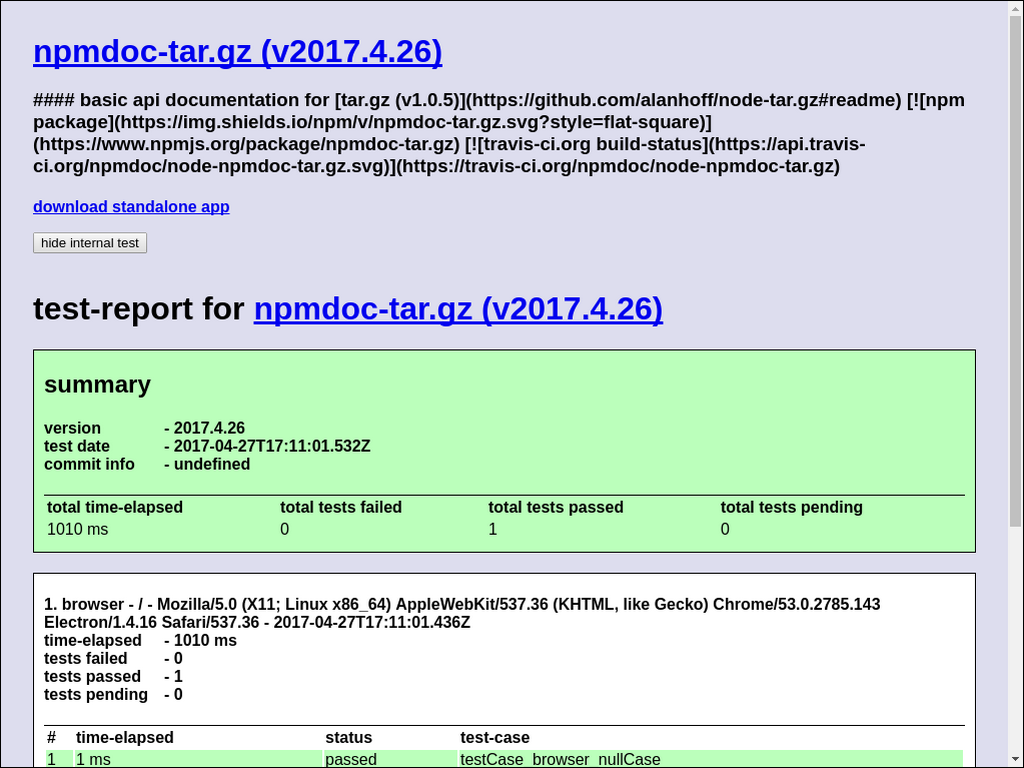 npmdoc-tar.gz (v2017.4.26)
#### basic api documentation for [tar.gz (v1.0.5)](https://github.com/alanhoff/node-tar.gz#readme) [![npm
package](https://img.shields.io/npm/v/npmdoc-tar.gz.svg?style=flat-square)]
(https://www.npmjs.org/package/npmdoc-tar.gz) [![travis-ci.org build-status](https://api.travis-
ci.org/npmdoc/node-npmdoc-tar.gz.svg)](https://travis-ci.org/npmdoc/node-npmdoc-tar.gz)
download standalone app
hide internal test
test-report for npmdoc-tar.gz (v2017.4.26)
summary
version - 2017.4.26
test date - 2017-04-27T17:11:01.532Z
commit info - undefined
total time-elapsed total tests failed total tests passed total tests pending
1010 ms 0 1 0
1. browser - / - Mozilla/5.0 (X11; Linux x86_64) AppleWebKit/537.36 (KHTML, like Gecko) Chrome/53.0.2785.143
Electron/1.4.16 Safari/537.36 - 2017-04-27T17:11:01.436Z
time-elapsed - 1010 ms
tests failed - 0
tests passed - 1
tests pending - 0
# time-elapsed status test-case
1 1 ms passed testCase_browser_nullCase